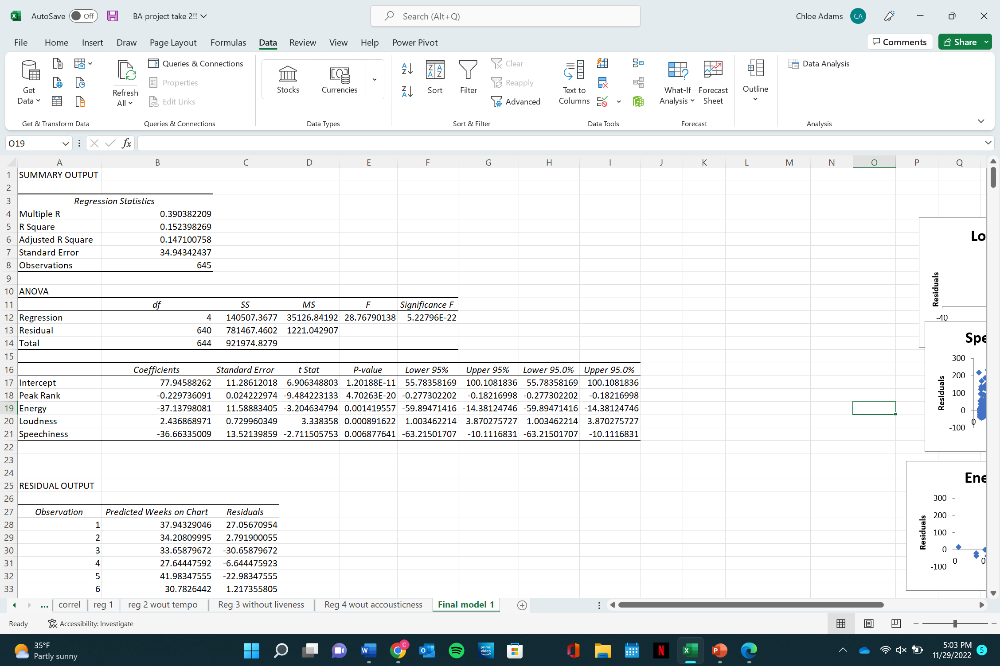 AutoSave Off BA project take 2!! Search (Alt+Q) Chloe Adams CA
File Home Insert Draw Page Layout Formulas Data Review View Help Power Pivot Comments Share
Get Data
Refresh All
Queries & Connections
Properties
Edit Links
Stocks Currencies
Sort Filter
Clear
Reapply
Advanced
Text to Columns
What-If Analysis
Forecast Sheet
Outline
Data Analysis
Get & Transform Data Queries & Connections Data Types Sort & Filter Data Tools Forecast Analysis
O19 fx
A B C D E F G H I J K L M N O P Q
1 SUMMARY OUTPUT
2
3 Regression Statistics
4 Multiple R 0.390382209
5 R Square 0.152398269
6 Adjusted R Square 0.147100758
7 Standard Error 34.94342437
8 Observations 645
9
10 ANOVA
11 df SS MS F Significance F
12 Regression 4 140507.3677 35126.84192 28.76790138 5.22796E-22
13 Residual 640 781467.4602 1221.042907
14 Total 644 921974.8279
15
16 Coefficients Standard Error t Stat P-value Lower 95% Upper 95% Lower 95.0% Upper 95.0%
17 Intercept 77.94588262 11.28612018 6.906348803 1.20188E-11 55.78358169 100.1081836 55.78358169 100.1081836
18 Peak Rank -0.229736091 0.024222974 -9.484223133 4.70263E-20 -0.277302202 -0.18216998 -0.277302202 -0.18216998
19 Energy -37.13798081 11.58883405 -3.204634794 0.001419557 -59.89471416 -14.38124746 -59.89471416 -14.38124746
20 Loudness 2.436868971 0.729960349 3.338358 0.000891622 1.003462214 3.870275727 1.003462214 3.870275727
21 Speechiness -36.66335009 13.52139859 -2.711505753 0.006877641 -63.21501707 -10.1116831 -63.21501707 -10.1116831
22
23
24
25 RESIDUAL OUTPUT
26
27 Observation Predicted Weeks on Chart Residuals
28 1 37.94329046 27.05670954
29 2 34.20809995 2.791900055
30 3 33.65879672 -30.65879672
31 4 27.64447592 -6.644475923
32 5 41.98347555 -22.98347555
33 6 30.7826442 1.217355805
Lo
Residuals
-40
Spe
Residuals
300
200
100
0
-100
0
Ene
Residuals
300
200
100
0
-100
0 0
... correl reg 1 reg 2 wout tempo Reg 3 without liveness Reg 4 wout accousticness Final model 1
Ready Accessibility: Investigate
35°F
Partly sunny
C
prime video
5:03 PM
11/29/2022
5